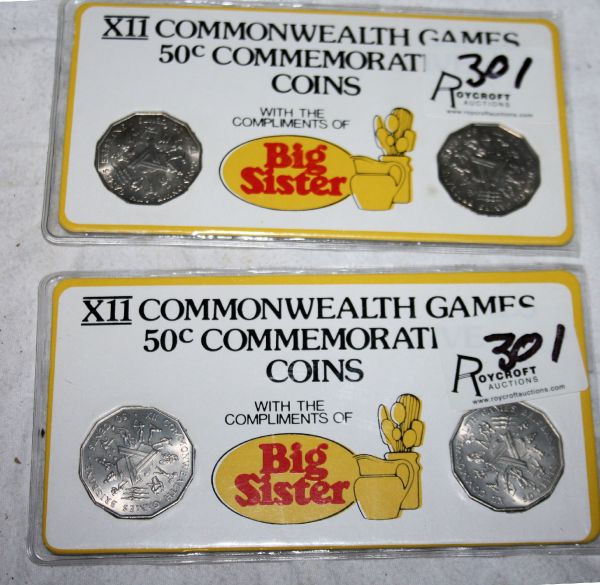 XII COMMONWEALTH GAMES
50c COMMEMORATI
COINS
WITH THE
COMPLIMENTS OF
Big
Sister
301
ROYCROFT
AUCTIONS
www.roycroftauctions.com
XII COMMONWEALTH GAMES
50c COMMEMORATIVE
COINS
WITH THE
COMPLIMENTS OF
Big
Sister
301
ROYCROFT
AUCTIONS
www.roycroftauctions.com